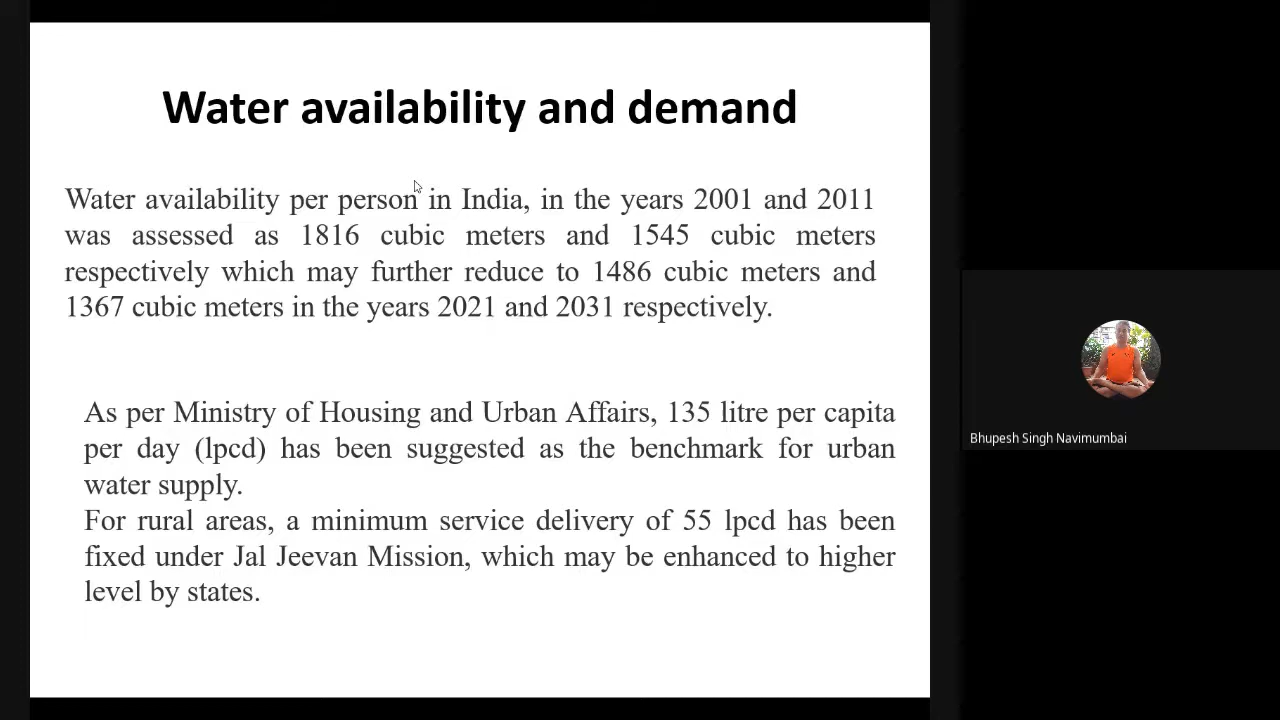 Water availability and demand
Water availability per person in India, in the years 2001 and 2011
was assessed as 1816 cubic meters and 1545 cubic meters
respectively which may further reduce to 1486 cubic meters and
1367 cubic meters in the years 2021 and 2031 respectively.
As per Ministry of Housing and Urban Affairs, 135 litre per capita
per day (lpcd) has been suggested as the benchmark for urban
water supply.
For rural areas, a minimum service delivery of 55 lpcd has been
fixed under Jal Jeevan Mission, which may be enhanced to higher
level by states.
Bhupesh Singh Navimumbai